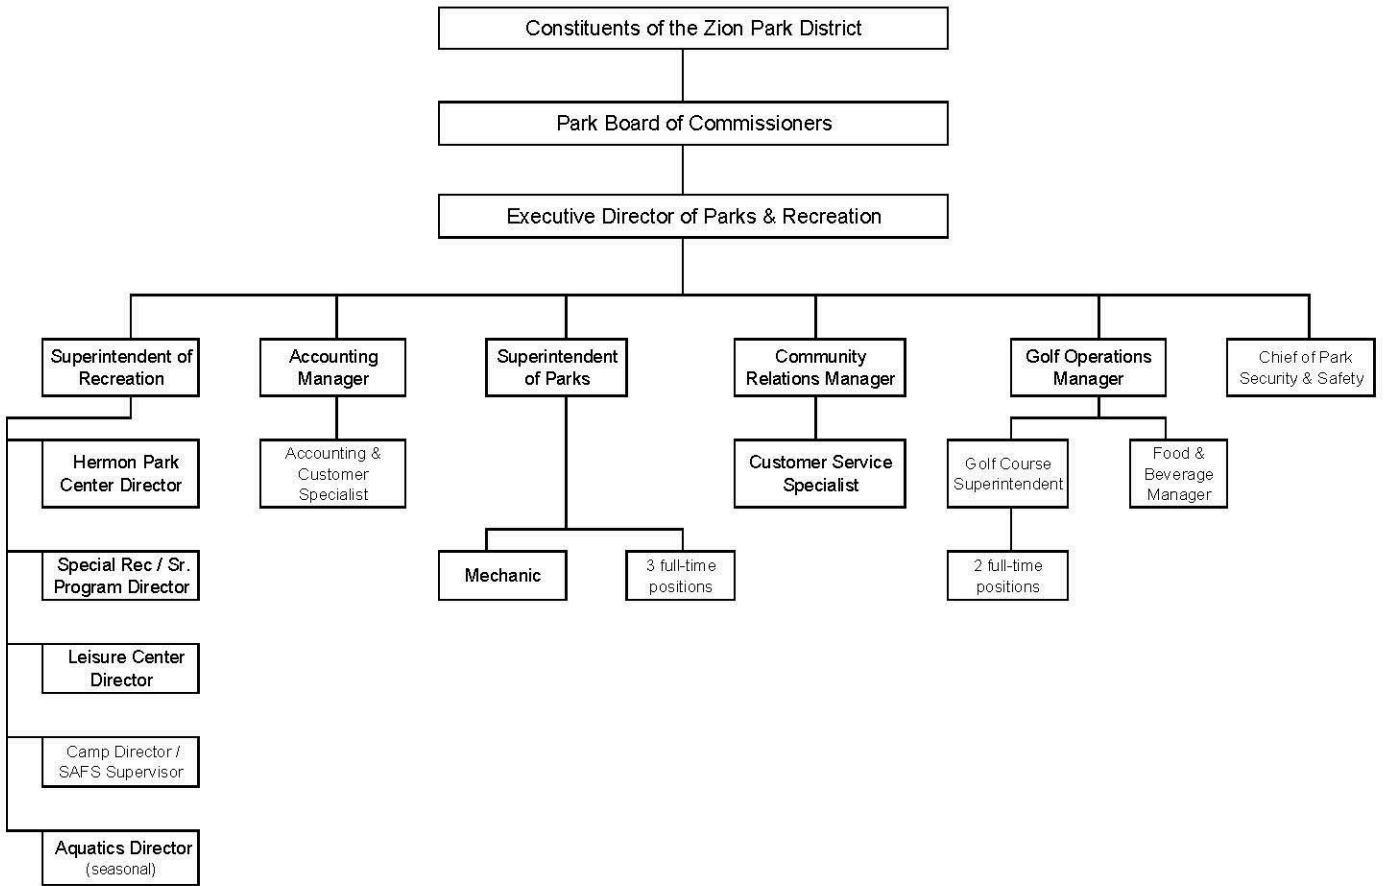 Constituents of the Zion Park District
Park Board of Commissioners
Executive Director of Parks & Recreation
Superintendent of
Recreation
Accounting
Manager
Superintendent
of Parks
Community
Relations Manager
Golf Operations
Manager
Chief of Park
Security & Safety
Hermon Park
Center Director
Accounting &
Customer
Specialist
Customer Service
Specialist
Golf Course
Superintendent
Food &
Beverage
Manager
Special Rec / Sr.
Program Director
Mechanic
3 full-time
positions
2 full-time
positions
Leisure Center
Director
Camp Director /
SAFS Supervisor
Aquatics Director
(seasonal)